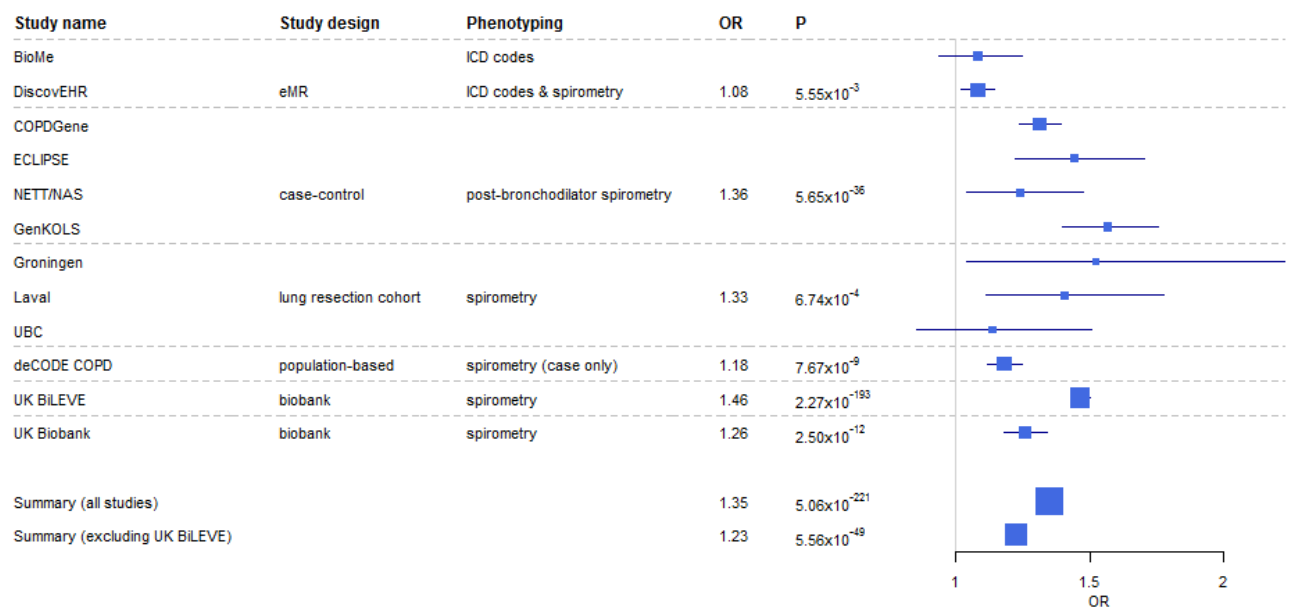 Study name Study design Phenotyping OR P
BioMe ICD codes
DiscovEHR eMR ICD codes & spirometry 1.08 5.55x10⁻³
COPDGene
ECLIPSE
NETT/NAS case-control post-bronchodilator spirometry 1.36 5.65x10⁻³⁶
GenKOLS
Groningen
Laval lung resection cohort spirometry 1.33 6.74x10⁻⁴
UBC
deCODE COPD population-based spirometry (case only) 1.18 7.67x10⁻⁹
UK BiLEVE biobank spirometry 1.46 2.27x10⁻¹⁹³
UK Biobank biobank spirometry 1.26 2.50x10⁻¹²
Summary (all studies) 1.35 5.06x10⁻²²¹
Summary (excluding UK BiLEVE) 1.23 5.56x10⁻⁴⁹
1 1.5 2
OR